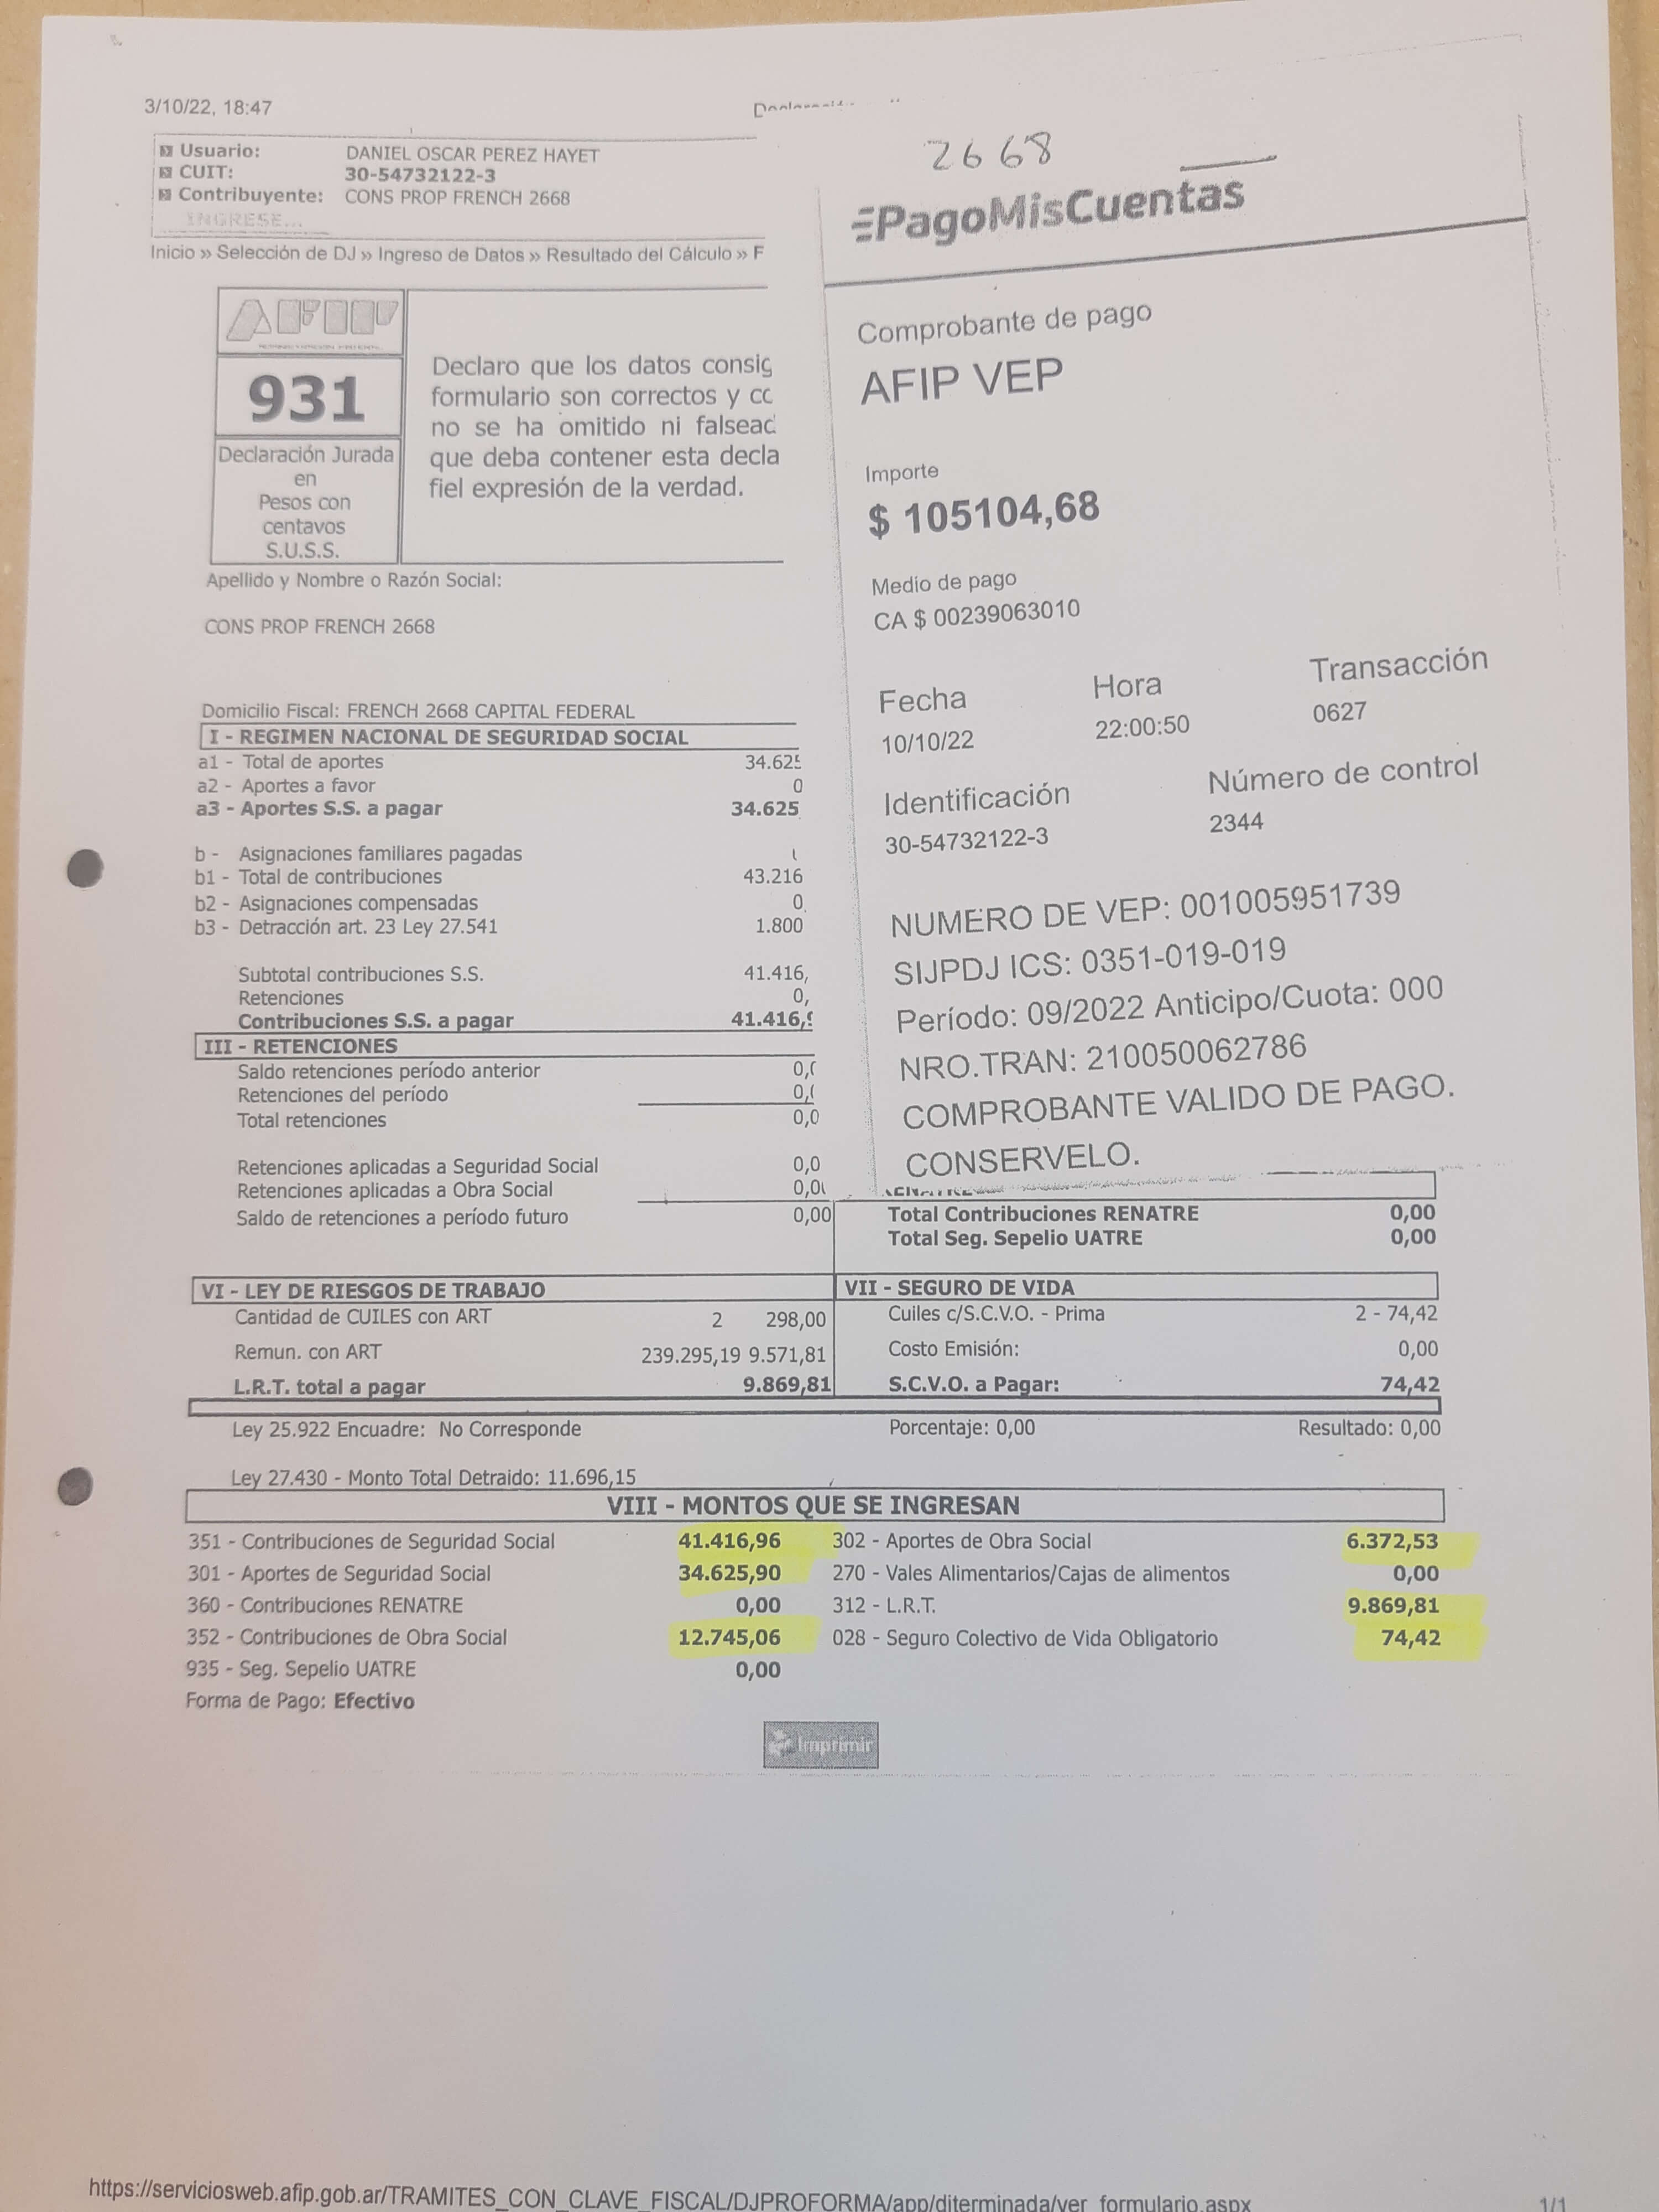 3/10/22, 18:47
2668
Usuario: DANIEL OSCAR PEREZ HAYET
CUIT: 30-54732122-3
Contribuyente: CONS PROP FRENCH 2668
INGRESE...
Inicio » Selección de DJ » Ingreso de Datos » Resultado del Cálculo » F
AFIP
931
Declaración Jurada
en
Pesos con
centavos
S.U.S.S.
Declaro que los datos consig
formulario son correctos y cc
no se ha omitido ni falsead
que deba contener esta decla
fiel expresión de la verdad.
Apellido y Nombre o Razón Social:
CONS PROP FRENCH 2668
Domicilio Fiscal: FRENCH 2668 CAPITAL FEDERAL
I - REGIMEN NACIONAL DE SEGURIDAD SOCIAL
a1 - Total de aportes 34.625
a2 - Aportes a favor 0
a3 - Aportes S.S. a pagar 34.625
b - Asignaciones familiares pagadas
b1 - Total de contribuciones 43.216
b2 - Asignaciones compensadas 0
b3 - Detracción art. 23 Ley 27.541 1.800
Subtotal contribuciones S.S. 41.416,
Retenciones 0,
Contribuciones S.S. a pagar 41.416,9
III - RETENCIONES
Saldo retenciones período anterior 0,0
Retenciones del período 0,0
Total retenciones 0,0
Retenciones aplicadas a Seguridad Social 0,0
Retenciones aplicadas a Obra Social 0,00
Saldo de retenciones a período futuro 0,00
PagoMisCuentas
Comprobante de pago
AFIP VEP
Importe
$ 105104,68
Medio de pago
CA $ 00239063010
Fecha Hora Transacción
10/10/22 22:00:50 0627
Identificación Número de control
30-54732122-3 2344
NUMERO DE VEP: 001005951739
SIJPDJ ICS: 0351-019-019
Período: 09/2022 Anticipo/Cuota: 000
NRO.TRAN: 210050062786
COMPROBANTE VALIDO DE PAGO.
CONSERVELO.
Total Contribuciones RENATRE 0,00
Total Seg. Sepelio UATRE 0,00
VI - LEY DE RIESGOS DE TRABAJO
Cantidad de CUILES con ART 2 298,00
Remun. con ART 239.295,19 9.571,81
L.R.T. total a pagar 9.869,81
VII - SEGURO DE VIDA
Cuiles c/S.C.V.O. - Prima 2 - 74,42
Costo Emisión: 0,00
S.C.V.O. a Pagar: 74,42
Ley 25.922 Encuadre: No Corresponde Porcentaje: 0,00 Resultado: 0,00
Ley 27.430 - Monto Total Detraido: 11.696,15
VIII - MONTOS QUE SE INGRESAN
351 - Contribuciones de Seguridad Social 41.416,96 302 - Aportes de Obra Social 6.372,53
301 - Aportes de Seguridad Social 34.625,90 270 - Vales Alimentarios/Cajas de alimentos 0,00
360 - Contribuciones RENATRE 0,00 312 - L.R.T. 9.869,81
352 - Contribuciones de Obra Social 12.745,06 028 - Seguro Colectivo de Vida Obligatorio 74,42
935 - Seg. Sepelio UATRE 0,00
Forma de Pago: Efectivo
Imprimir
https://serviciosweb.afip.gob.ar/TRAMITES_CON_CLAVE_FISCAL/DJPROFORMA/app/djterminada/ver_formulario.aspx 1/1